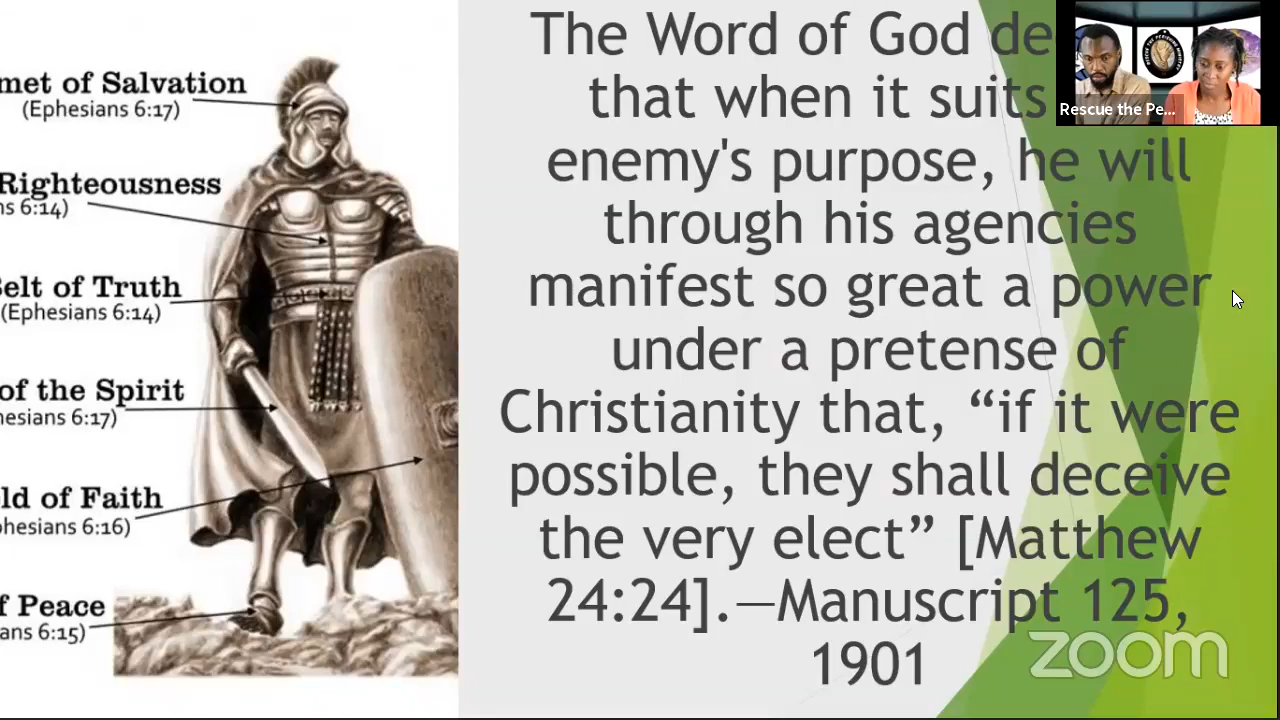 met of Salvation
(Ephesians 6:17)
Righteousness
ns 6:14)
elt of Truth
(Ephesians 6:14)
of the Spirit
hesians 6:17)
ld of Faith
phesians 6:16)
f Peace
ans 6:15)
The Word of God de
that when it suits
enemy's purpose, he will
through his agencies
manifest so great a power
under a pretense of
Christianity that, “if it were
possible, they shall deceive
the very elect” [Matthew
24:24].—Manuscript 125,
1901
Rescue the Pe...
zoom